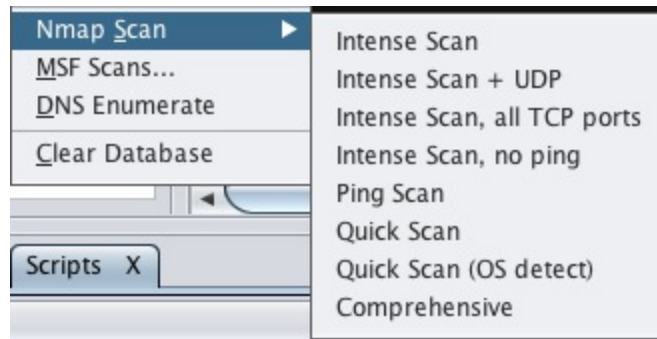 Nmap Scan
MSF Scans...
DNS Enumerate
Clear Database
Scripts X
Intense Scan
Intense Scan + UDP
Intense Scan, all TCP ports
Intense Scan, no ping
Ping Scan
Quick Scan
Quick Scan (OS detect)
Comprehensive